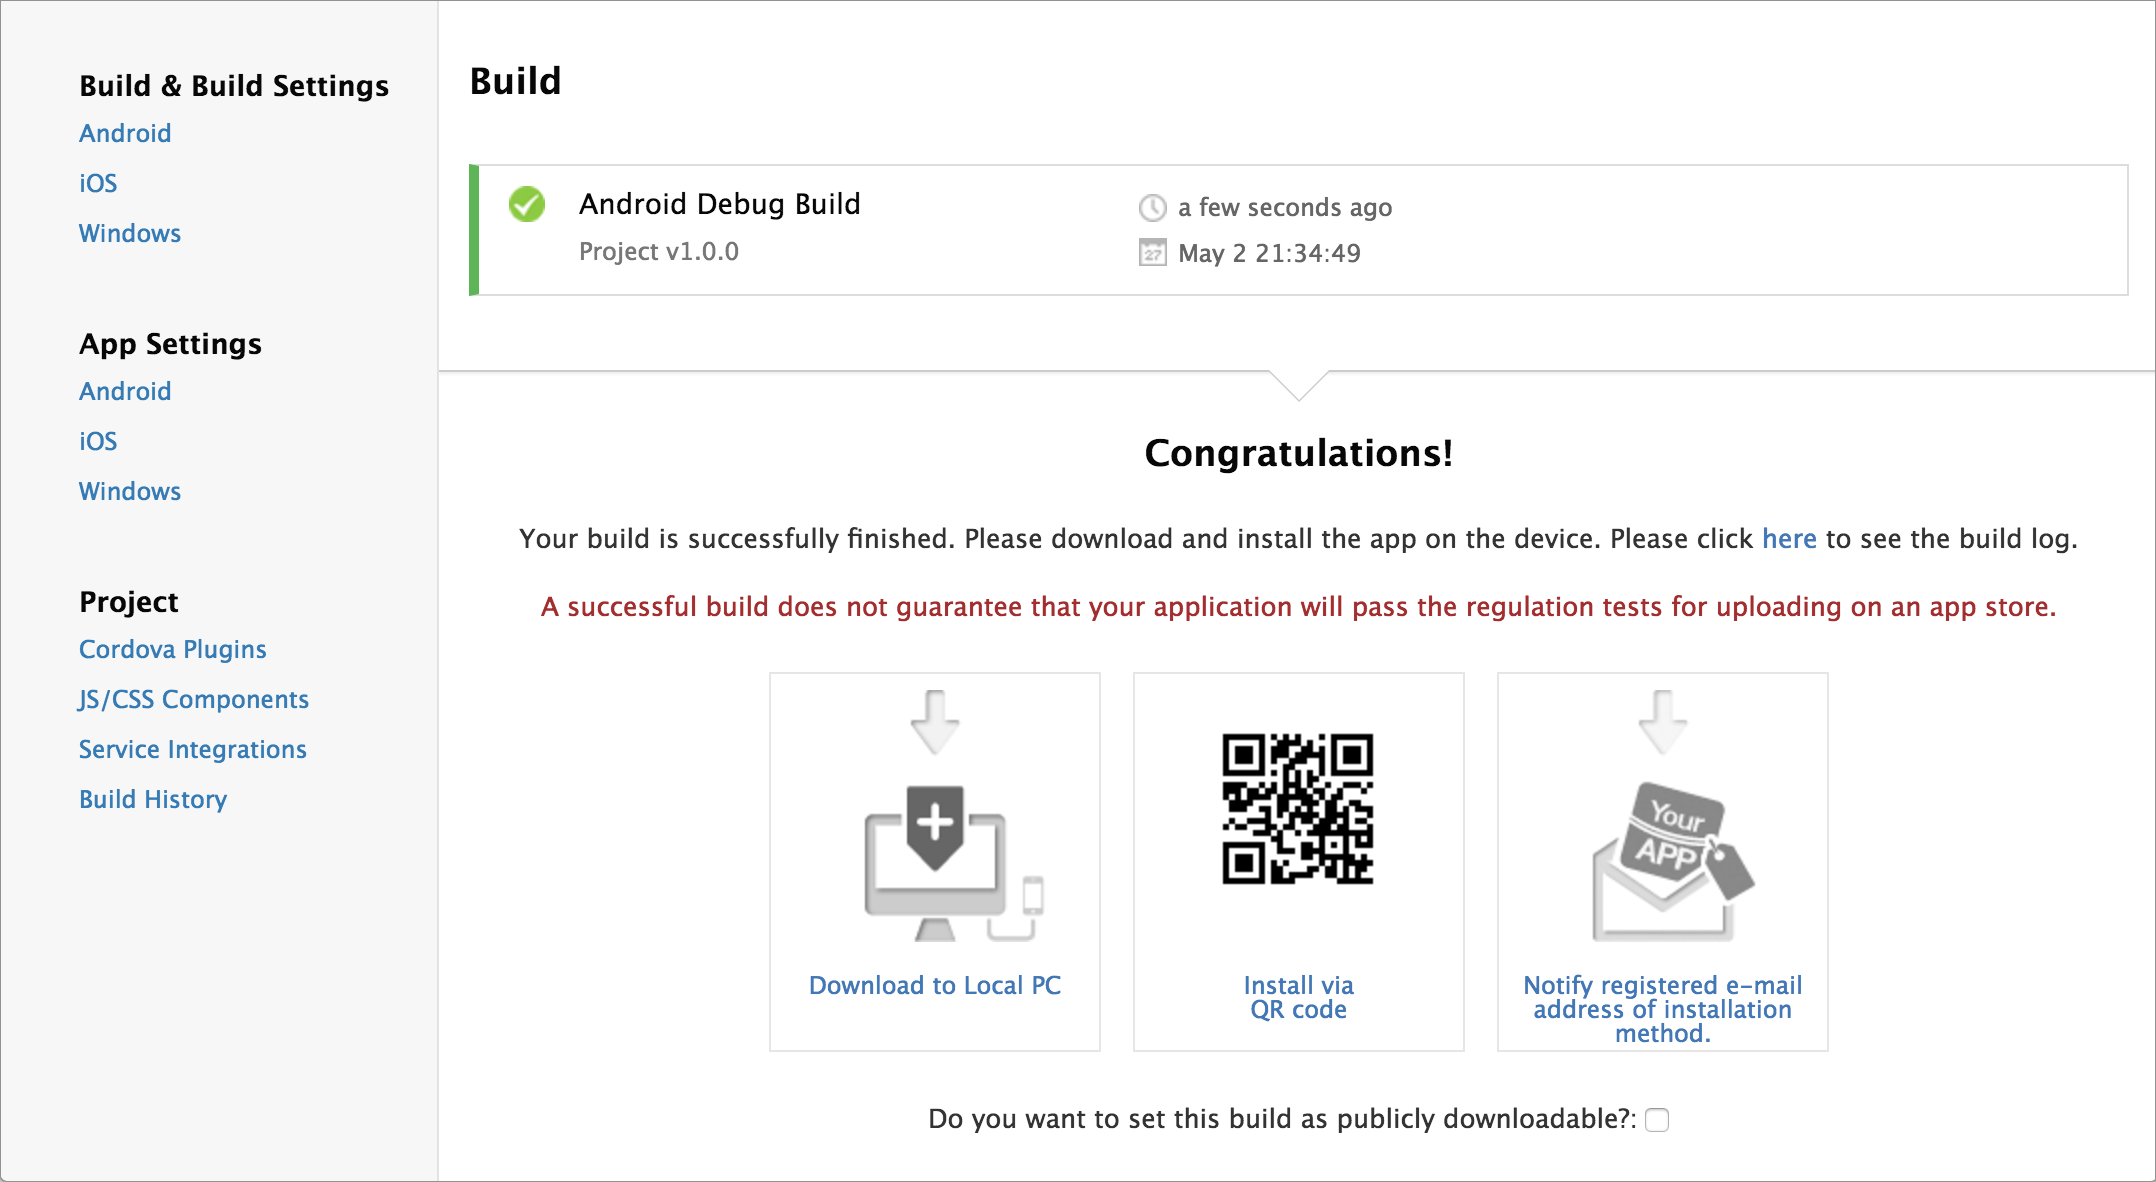 Build & Build Settings
Android
iOS
Windows
App Settings
Android
iOS
Windows
Project
Cordova Plugins
JS/CSS Components
Service Integrations
Build History
Build
Android Debug Build
Project v1.0.0
a few seconds ago
27
May 2 21:34:49
Congratulations!
Your build is successfully finished. Please download and install the app on the device. Please click here to see the build log.
A successful build does not guarantee that your application will pass the regulation tests for uploading on an app store.
Your
APP
Download to Local PC
Install via
QR code
Notify registered e-mail
address of installation
method.
Do you want to set this build as publicly downloadable?: